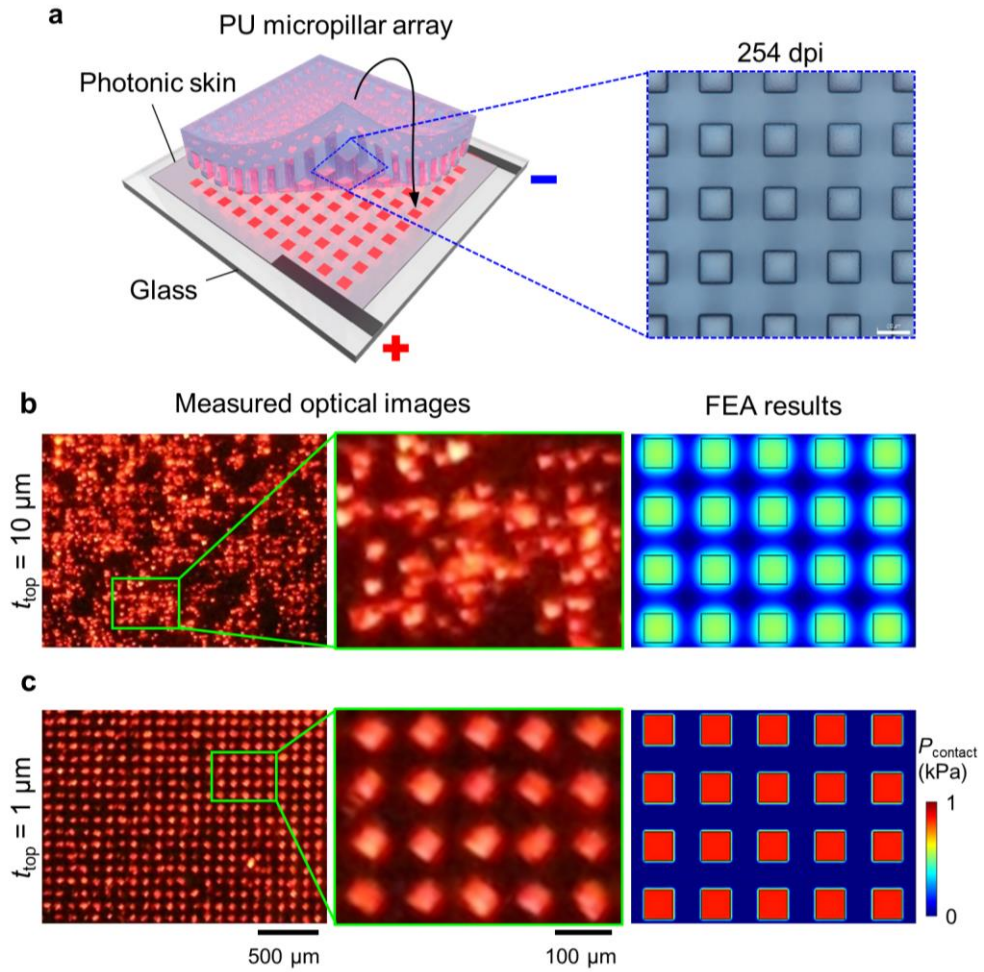 a
PU micropillar array
Photonic skin
254 dpi
−
Glass
+
b
Measured optical images
FEA results
t_top = 10 µm
c
t_top = 1 µm
P_contact
(kPa)
1
0
500 µm
100 µm